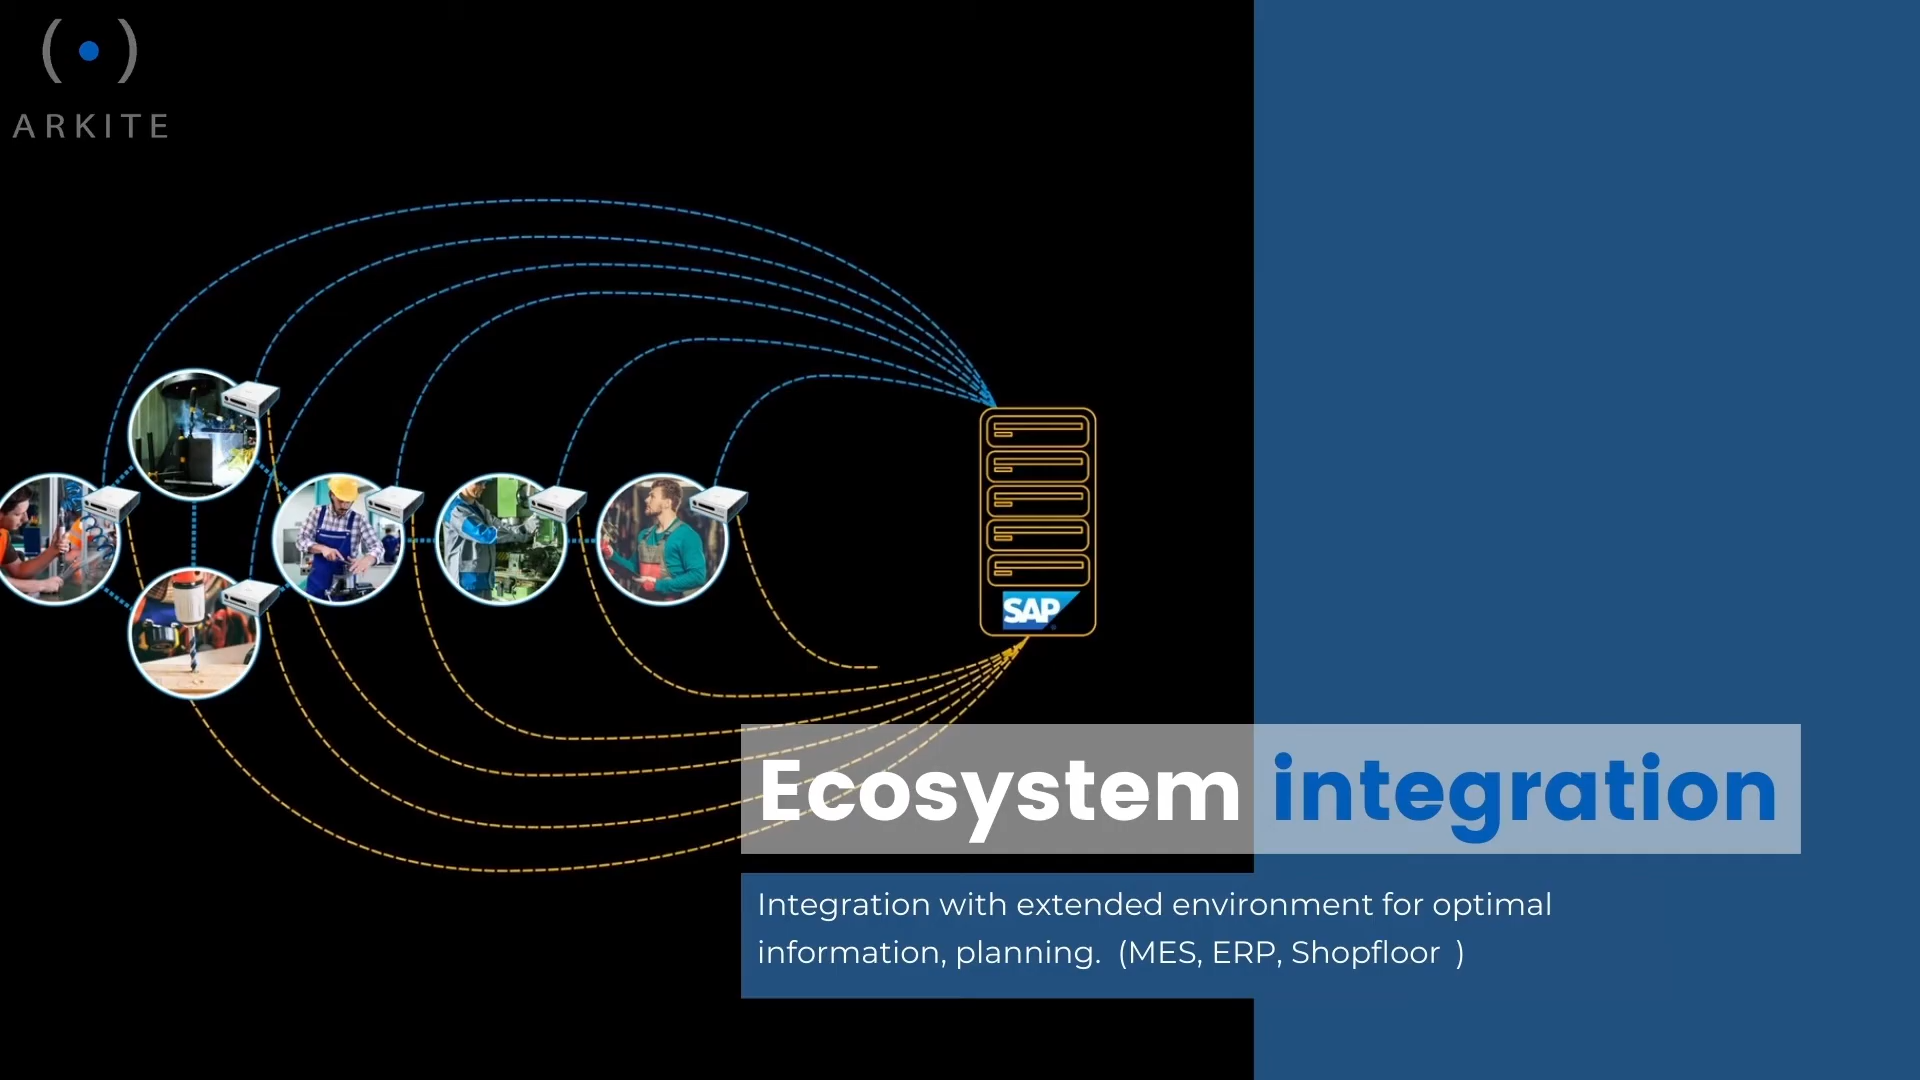 ARKITE
SAP
Ecosystem integration
Integration with extended environment for optimal
information, planning.  (MES, ERP, Shopfloor  )